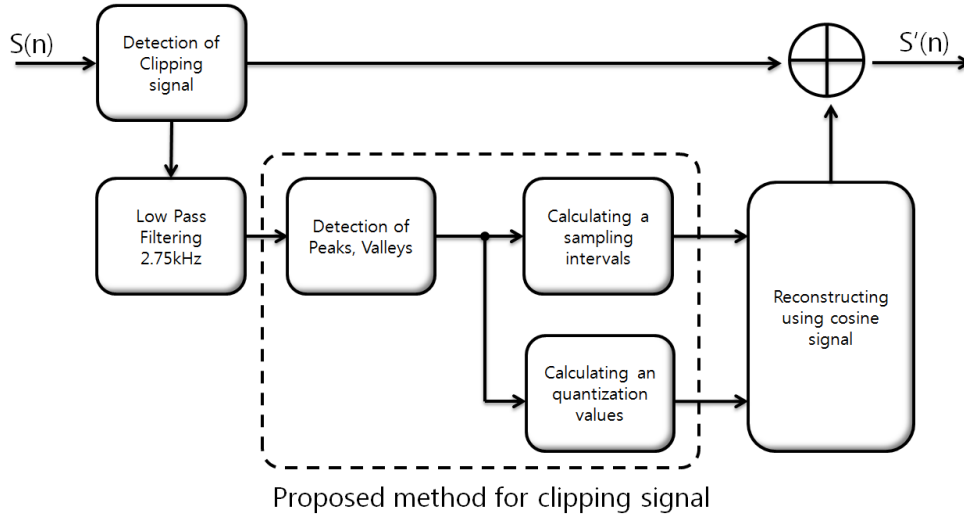 S(n)
Detection of
Clipping
signal
S'(n)
Low Pass
Filtering
2.75kHz
Detection of
Peaks, Valleys
Calculating a
sampling
intervals
Calculating an
quantization
values
Reconstructing
using cosine
signal
Proposed method for clipping signal